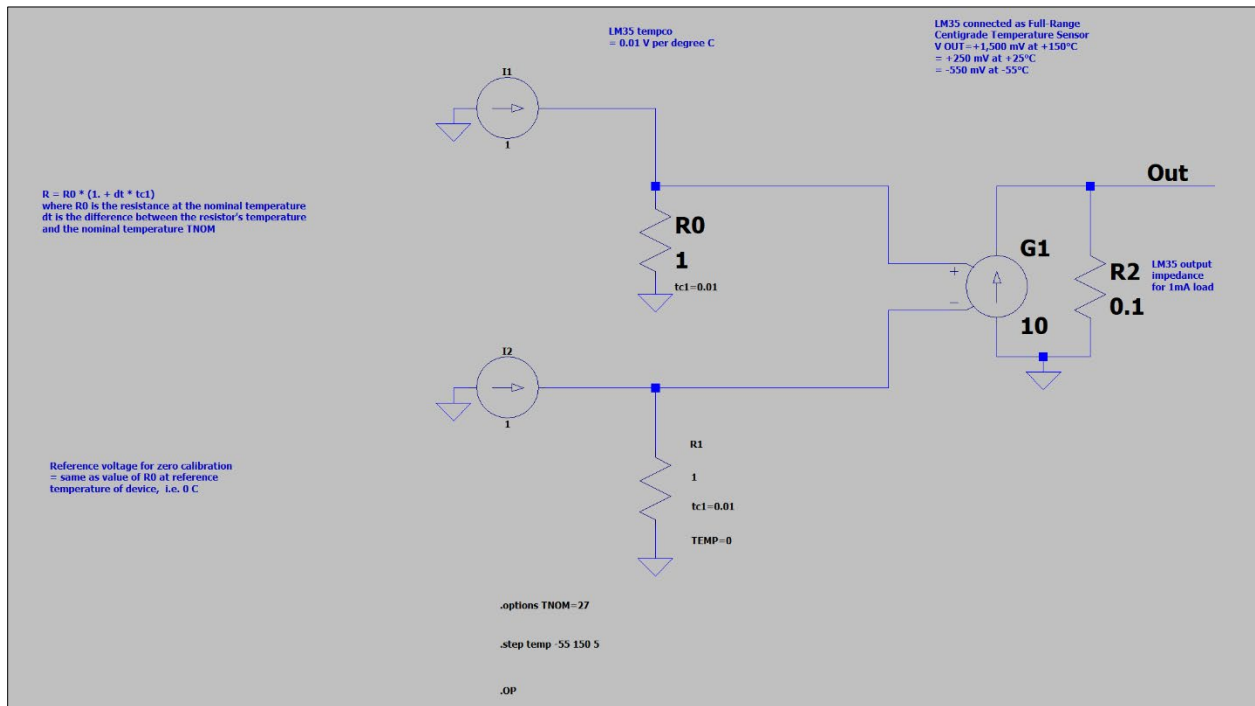 LM35 tempco
= 0.01 V per degree C
LM35 connected as Full-Range
Centigrade Temperature Sensor
V OUT=+1,500 mV at +150°C
= +250 mV at +25°C
= -550 mV at -55°C
I1
1
R = R0 * (1. + dt * tc1)
where R0 is the resistance at the nominal temperature
dt is the difference between the resistor's temperature
and the nominal temperature TNOM
R0
1
tc1=0.01
Out
G1
+
−
10
R2
0.1
LM35 output
impedance
for 1mA load
I2
1
Reference voltage for zero calibration
= same as value of R0 at reference
temperature of device, i.e. 0 C
R1
1
tc1=0.01
TEMP=0
.options TNOM=27
.step temp -55 150 5
.OP